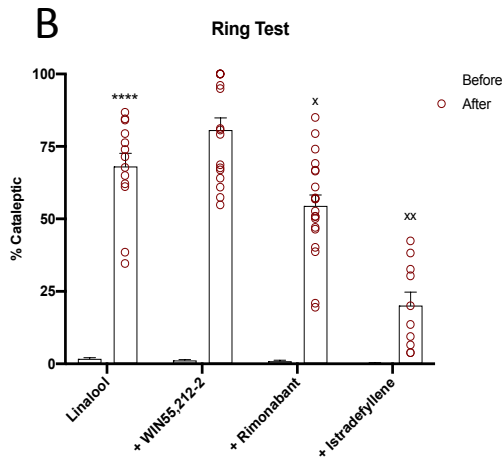 B
Ring Test
Before
After
% Cataleptic
100
75
50
25
0
****
x
xx
Linalool
+ WIN55,212-2
+ Rimonabant
+ Istradefyllene